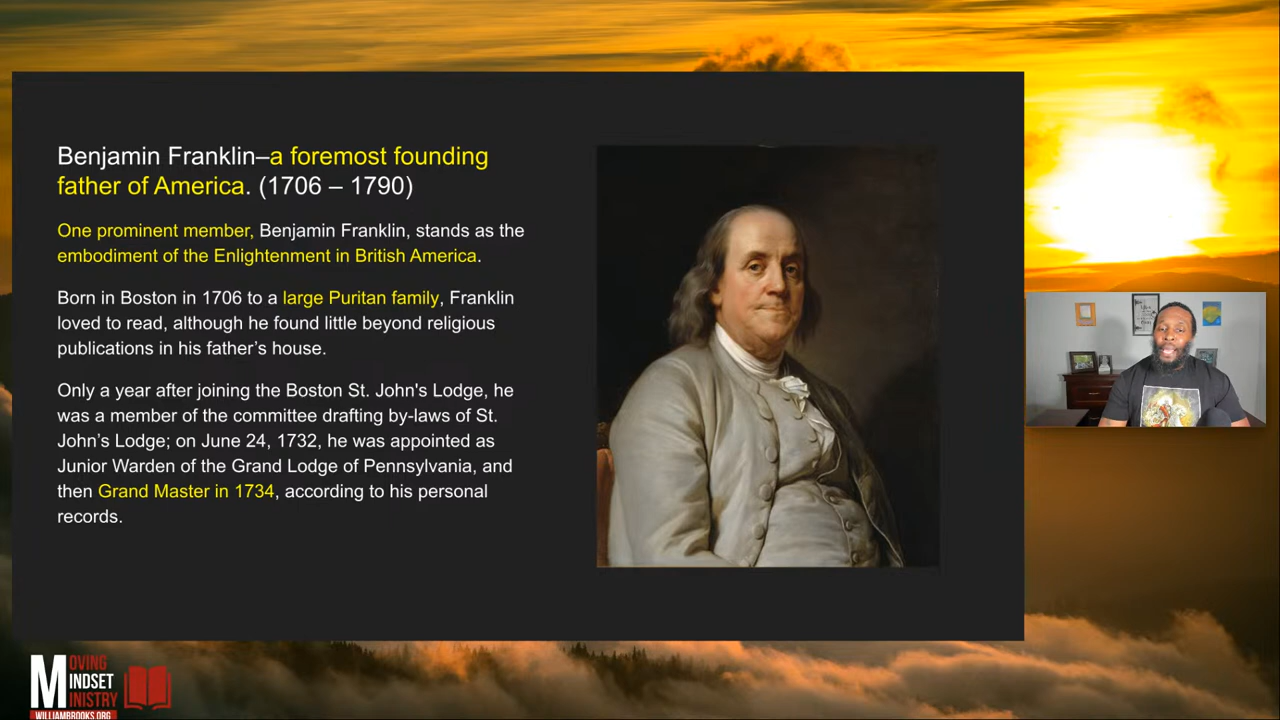 Benjamin Franklin–a foremost founding
father of America. (1706 – 1790)
One prominent member, Benjamin Franklin, stands as the
embodiment of the Enlightenment in British America.
Born in Boston in 1706 to a large Puritan family, Franklin
loved to read, although he found little beyond religious
publications in his father’s house.
Only a year after joining the Boston St. John's Lodge, he
was a member of the committee drafting by-laws of St.
John’s Lodge; on June 24, 1732, he was appointed as
Junior Warden of the Grand Lodge of Pennsylvania, and
then Grand Master in 1734, according to his personal
records.
MOVING
MINDSET
MINISTRY
WILLIAMBROOKS.ORG